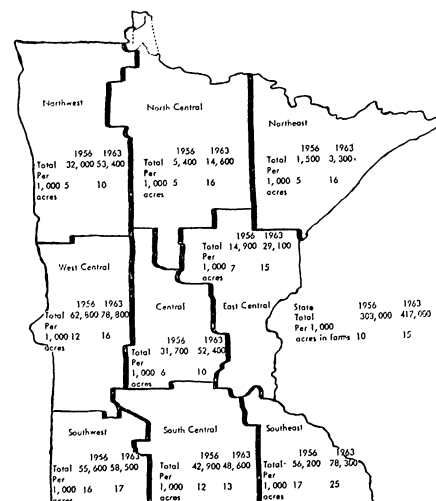 Northwest
1956 1963
Total 32,000 53,400
Per
1,000 5 10
acres
North Central
1956 1963
Total 5,400 14,600
Per
1,000 5 16
acres
Northeast
1956 1963
Total 1,500 3,300
Per
1,000 5 16
acres
West Central
1956 1963
Total 62,800 78,800
Per
1,000 12 16
acres
1956 1963
Total 14,900 29,100
Per
1,000 7 15
acres
East Central
Central
1956 1963
Total 31,700 52,400
Per
1,000 6 10
acres
State 1956 1963
Total 303,000 417,000
Per 1,000
acres in farms 10 15
Southwest
1956 1963
Total 55,600 58,500
Per
1,000 16 17
South Central
1956 1963
Total 42,900 48,600
Per
1,000 12 13
Southeast
1956 1963
Total 56,200 78,300
Per
1,000 17 25